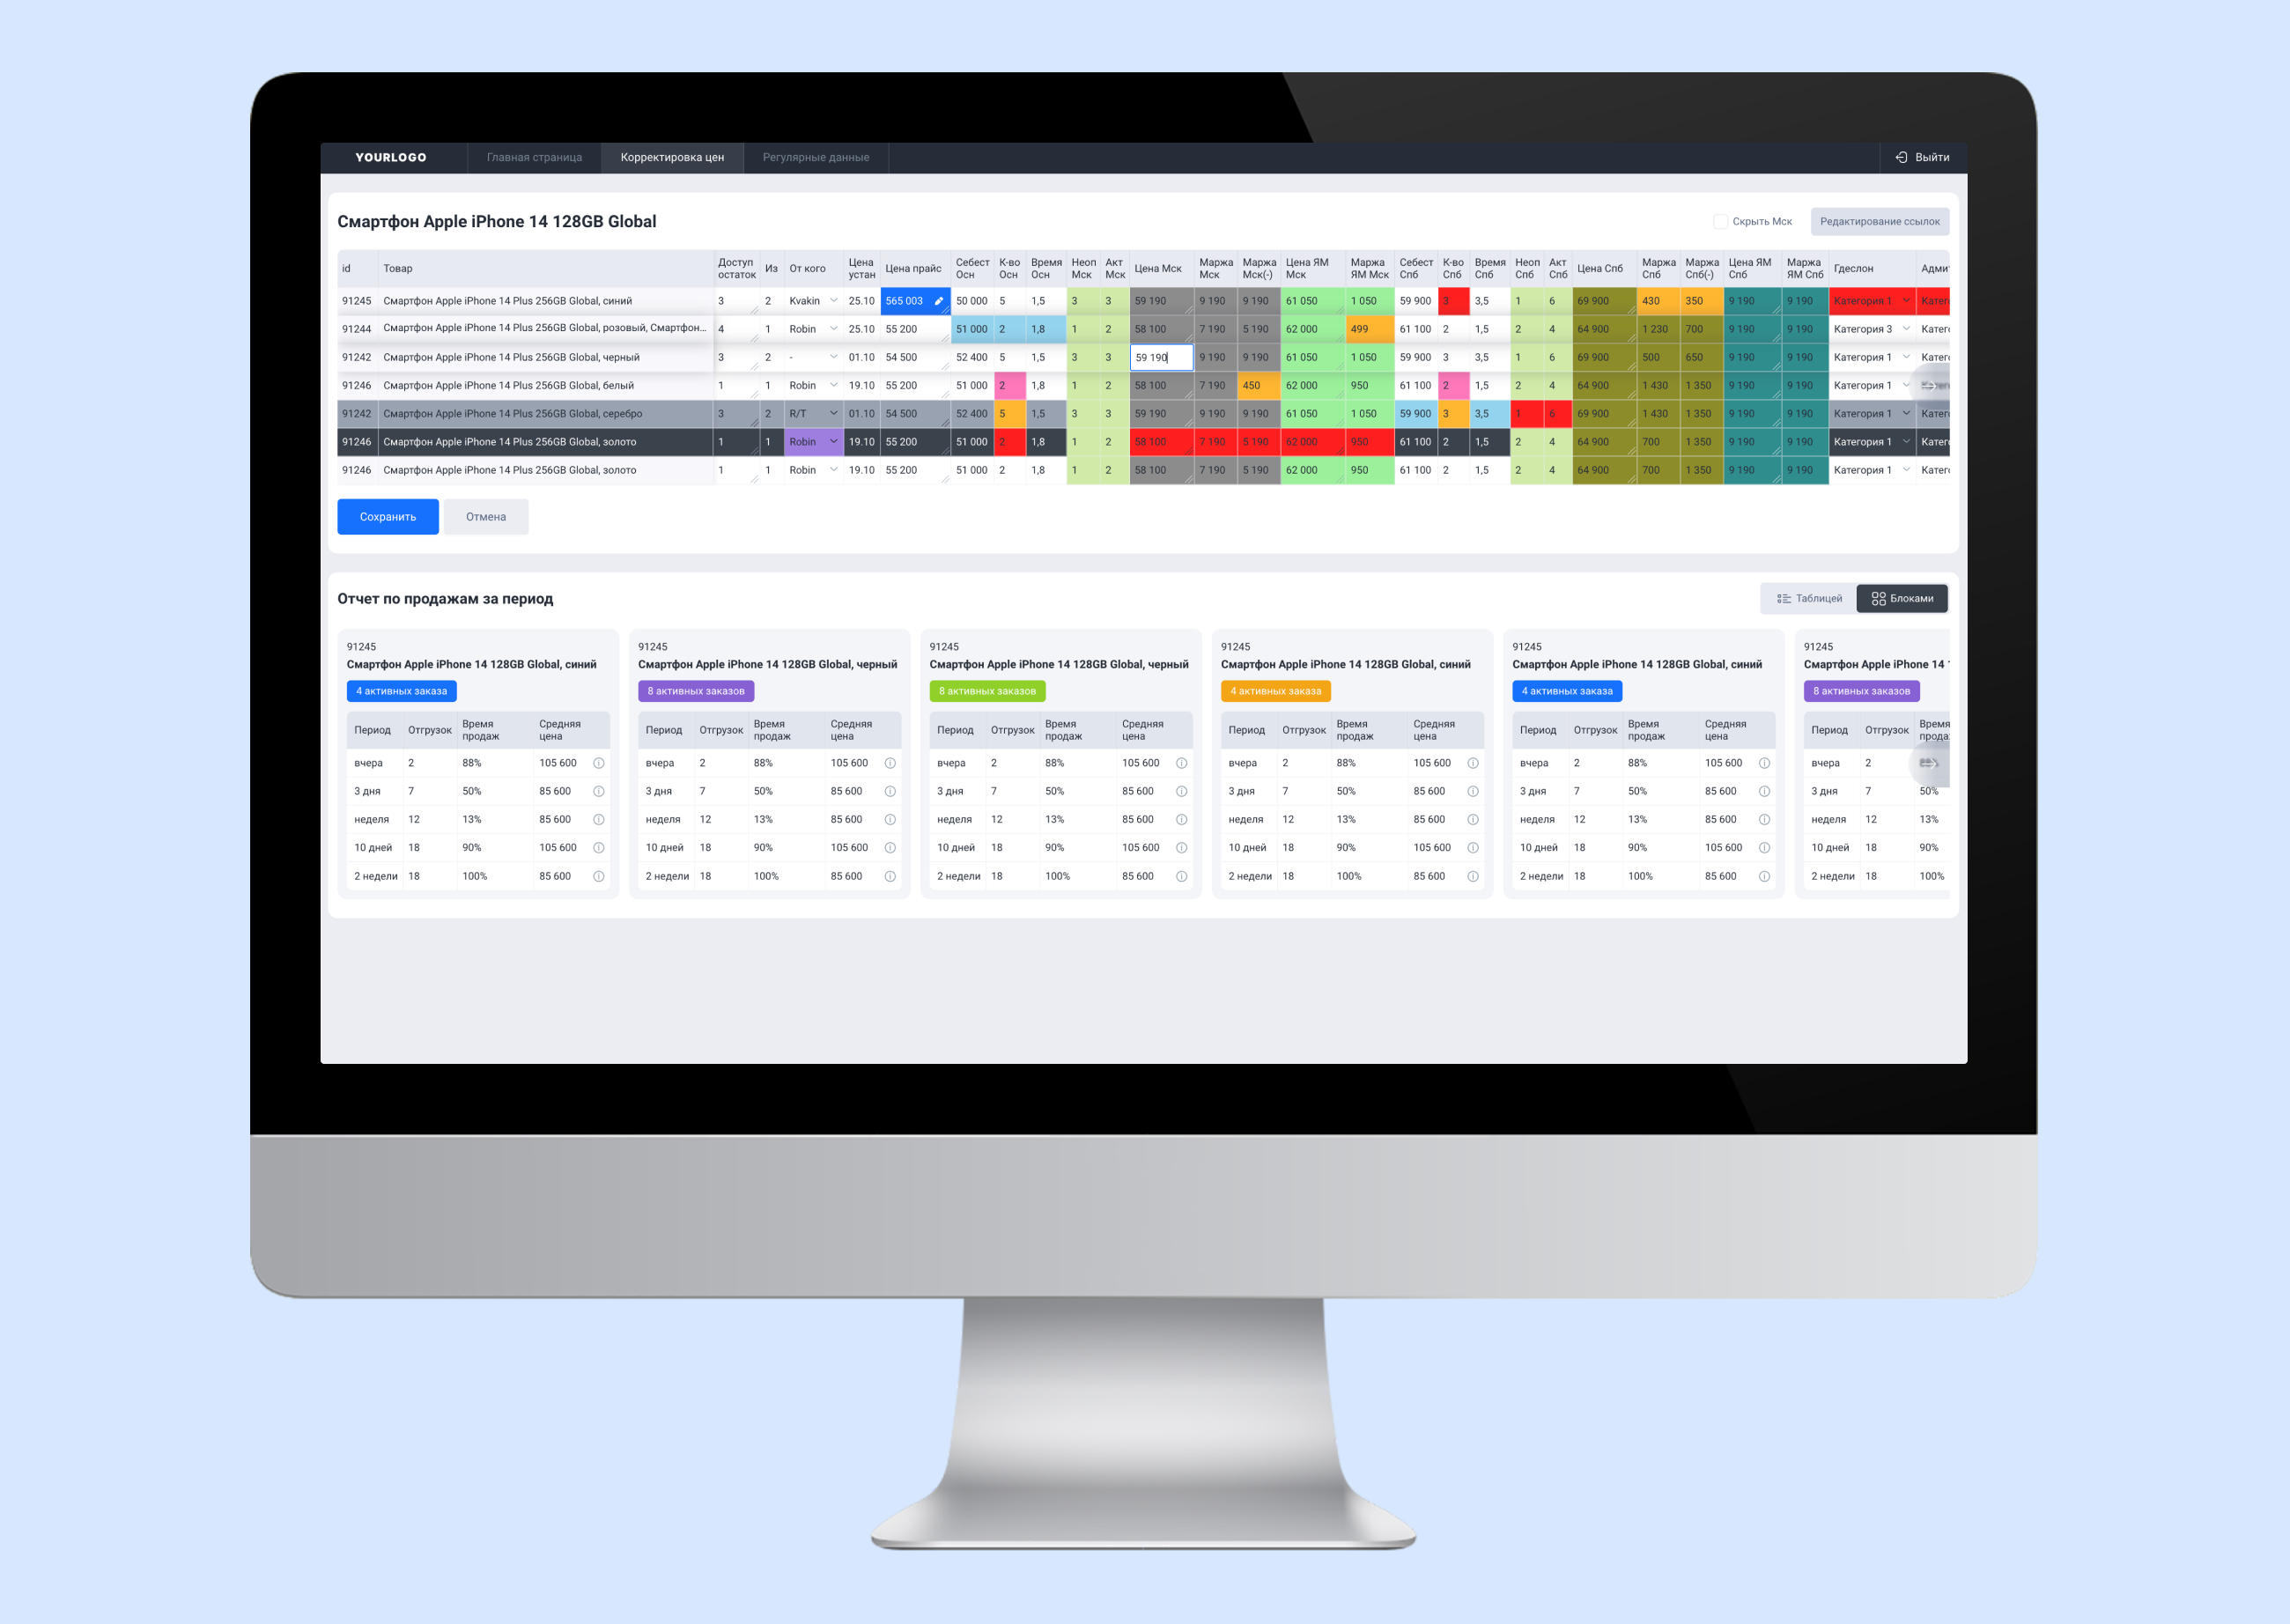 YOURLOGO Главная страница Корректировка цен Регулярные данные Выйти
Смартфон Apple iPhone 14 128GB Global Скрыть Мск Редактирование ссылок
id Товар Доступ остаток Из От кого Цена устан Цена прайс Себест Осн К-во Осн Время Осн Неоп Мск Акт Мск Цена Мск Маржа Мск Маржа Мск(-) Цена ЯМ Мск Маржа ЯМ Мск Себест Спб К-во Спб Время Спб Неоп Спб Акт Спб Цена Спб Маржа Спб Маржа Спб(-) Цена ЯМ Спб Маржа ЯМ Спб Гдеслон
91245 Смартфон Apple iPhone 14 Plus 256GB Global, синий 3 2 Kvakin 25.10 565 003 50 000 5 1,5 3 3 59 190 9 190 9 190 61 050 1 050 59 900 3 3,5 1 6 69 900 430 350 9 190 9 190 Категория 1
91244 Смартфон Apple iPhone 14 Plus 256GB Global, розовый, Смартфон... 4 1 Robin 25.10 55 200 51 000 2 1,8 1 2 58 100 7 190 5 190 62 000 499 61 100 2 1,5 2 4 64 900 1 230 700 9 190 9 190 Категория 3
91242 Смартфон Apple iPhone 14 Plus 256GB Global, черный 3 2 - 01.10 54 500 52 400 5 1,5 3 3 59 190 9 190 9 190 61 050 1 050 59 900 3 3,5 1 6 69 900 500 650 9 190 9 190 Категория 1
91246 Смартфон Apple iPhone 14 Plus 256GB Global, белый 1 1 Robin 19.10 55 200 51 000 2 1,8 1 2 58 100 7 190 450 62 000 950 61 100 2 1,5 2 4 64 900 1 430 1 350 9 190 9 190 Категория 1
91242 Смартфон Apple iPhone 14 Plus 256GB Global, серебро 3 2 R/T 01.10 54 500 52 400 5 1,5 3 3 59 190 9 190 9 190 61 050 1 050 59 900 3 3,5 1 6 69 900 1 430 1 350 9 190 9 190 Категория 1
91246 Смартфон Apple iPhone 14 Plus 256GB Global, золото 1 1 Robin 19.10 55 200 51 000 2 1,8 1 2 58 100 7 190 5 190 62 000 950 61 100 2 1,5 2 4 64 900 700 1 350 9 190 9 190 Категория 1
91246 Смартфон Apple iPhone 14 Plus 256GB Global, золото 1 1 Robin 19.10 55 200 51 000 2 1,8 1 2 58 100 7 190 5 190 62 000 950 61 100 2 1,5 2 4 64 900 700 1 350 9 190 9 190 Категория 1
Сохранить Отмена
Отчет по продажам за период Таблицей Блоками
91245
Смартфон Apple iPhone 14 128GB Global, синий
4 активных заказа
Период Отгрузок Время продаж Средняя цена
вчера 2 88% 105 600
3 дня 7 50% 85 600
неделя 12 13% 85 600
10 дней 18 90% 105 600
2 недели 18 100% 85 600
91245
Смартфон Apple iPhone 14 128GB Global, черный
8 активных заказов
Период Отгрузок Время продаж Средняя цена
вчера 2 88% 105 600
3 дня 7 50% 85 600
неделя 12 13% 85 600
10 дней 18 90% 105 600
2 недели 18 100% 85 600
91245
Смартфон Apple iPhone 14 128GB Global, черный
8 активных заказов
Период Отгрузок Время продаж Средняя цена
вчера 2 88% 105 600
3 дня 7 50% 85 600
неделя 12 13% 85 600
10 дней 18 90% 105 600
2 недели 18 100% 85 600
91245
Смартфон Apple iPhone 14 128GB Global, синий
4 активных заказа
Период Отгрузок Время продаж Средняя цена
вчера 2 88% 105 600
3 дня 7 50% 85 600
неделя 12 13% 85 600
10 дней 18 90% 105 600
2 недели 18 100% 85 600
91245
Смартфон Apple iPhone 14 128GB Global, синий
4 активных заказа
Период Отгрузок Время продаж Средняя цена
вчера 2 88% 105 600
3 дня 7 50% 85 600
неделя 12 13% 85 600
10 дней 18 90% 105 600
2 недели 18 100% 85 600
91245
Смартфон Apple iPhone 14
8 активных заказов
Период Отгрузок Время
вчера 2
3 дня 7 50%
неделя 12 13%
10 дней 18 90%
2 недели 18 100%